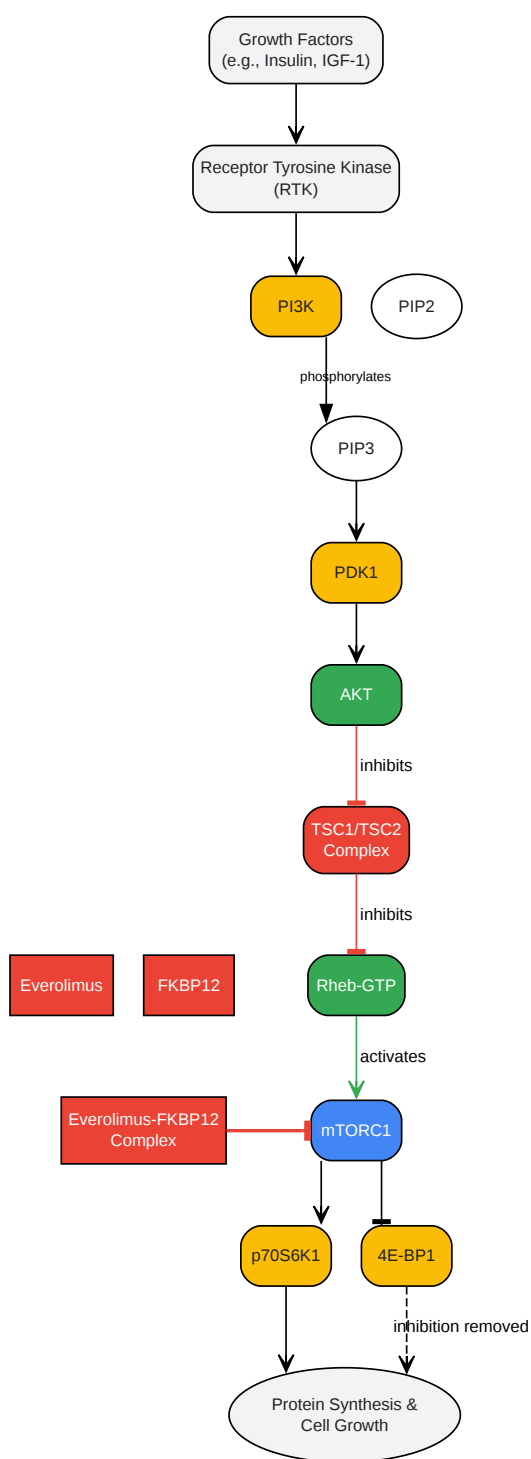 Growth Factors
(e.g., Insulin, IGF-1)
Receptor Tyrosine Kinase
(RTK)
PI3K
PIP2
phosphorylates
PIP3
PDK1
AKT
inhibits
TSC1/TSC2
Complex
inhibits
Everolimus
FKBP12
Rheb-GTP
activates
Everolimus-FKBP12
Complex
mTORC1
p70S6K1
4E-BP1
inhibition removed
Protein Synthesis &
Cell Growth